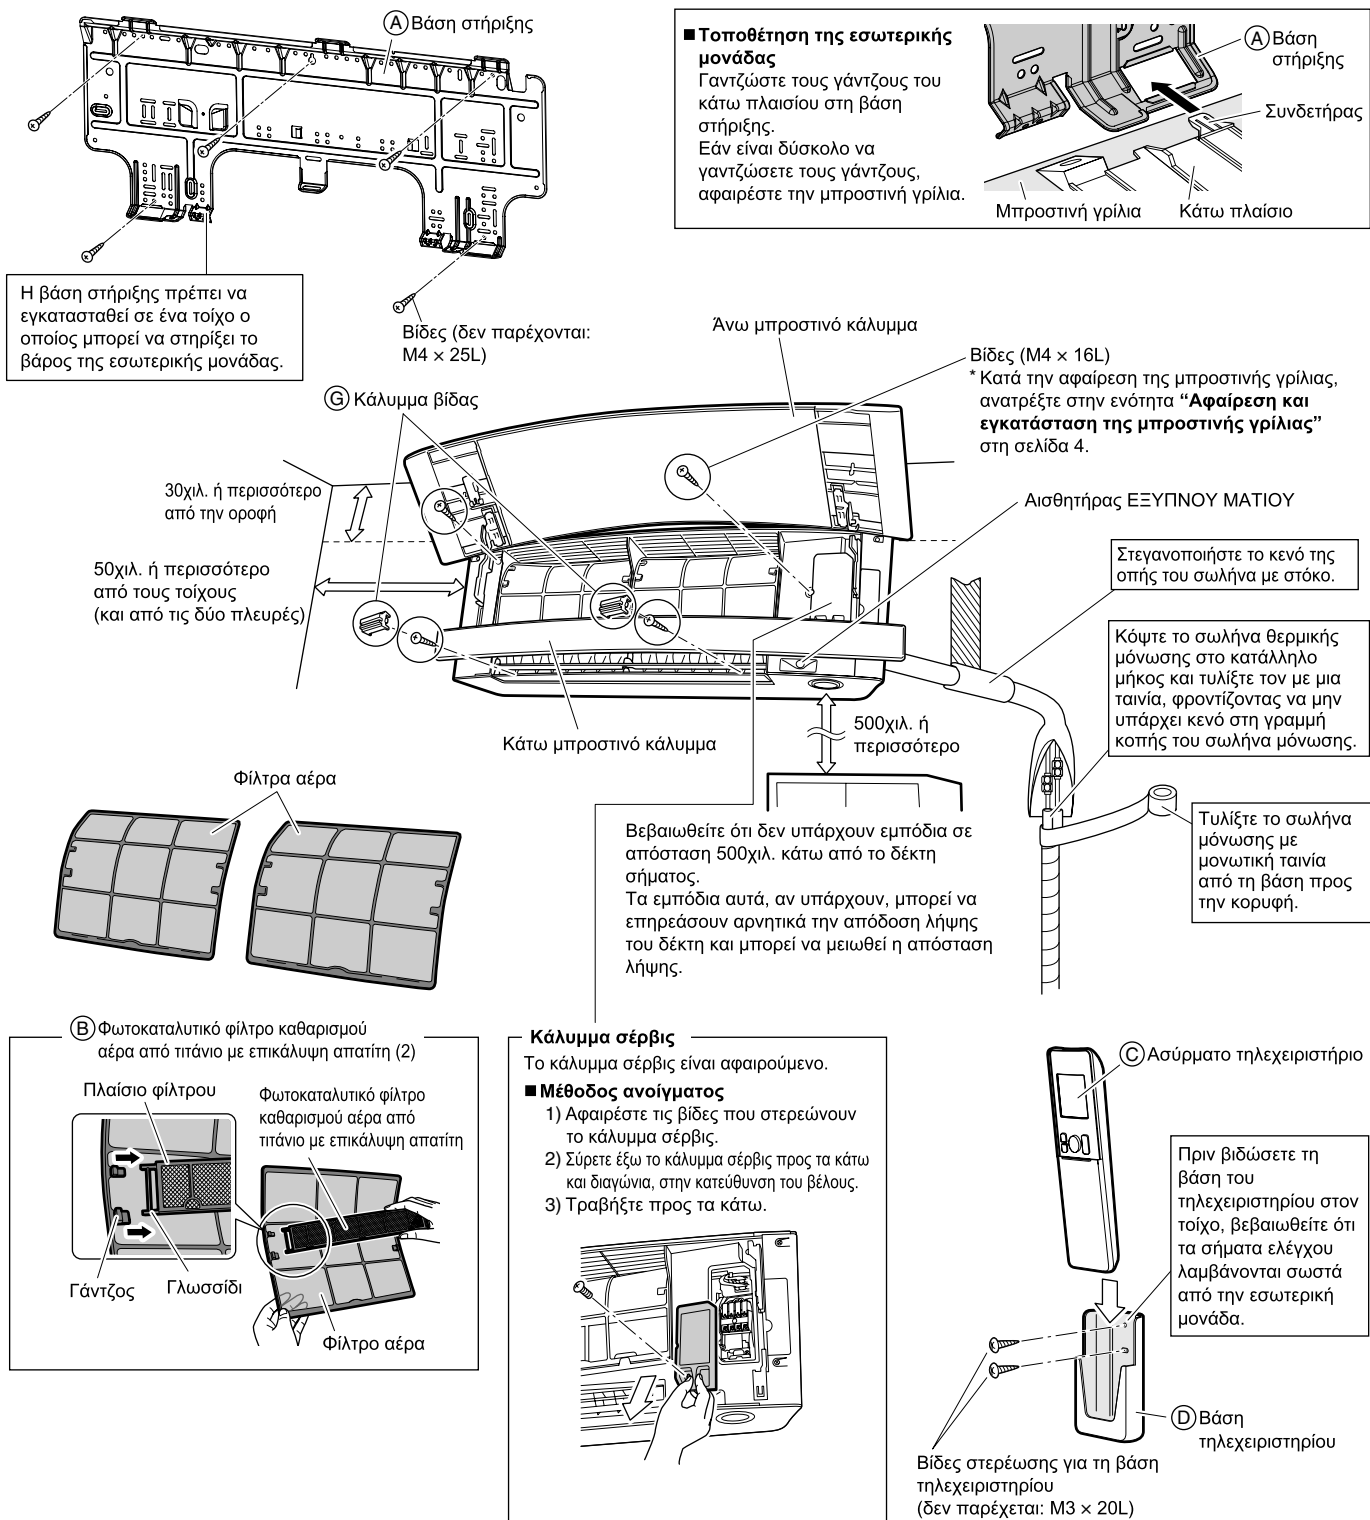 Ⓐ Βάση στήριξης
■ Τοποθέτηση της εσωτερικής
μονάδας
Γαντζώστε τους γάντζους του
κάτω πλαισίου στη βάση
στήριξης.
Εάν είναι δύσκολο να
γαντζώσετε τους γάντζους,
αφαιρέστε την μπροστινή γρίλια.
Ⓐ Βάση
στήριξης
Συνδετήρας
Μπροστινή γρίλια
Κάτω πλαίσιο
Η βάση στήριξης πρέπει να
εγκατασταθεί σε ένα τοίχο ο
οποίος μπορεί να στηρίξει το
βάρος της εσωτερικής μονάδας.
Βίδες (δεν παρέχονται:
M4 × 25L)
Άνω μπροστινό κάλυμμα
Βίδες (M4 × 16L)
* Κατά την αφαίρεση της μπροστινής γρίλιας,
ανατρέξτε στην ενότητα “Αφαίρεση και
εγκατάσταση της μπροστινής γρίλιας”
στη σελίδα 4.
Ⓖ Κάλυμμα βίδας
30χιλ. ή περισσότερο
από την οροφή
Αισθητήρας ΕΞΥΠΝΟΥ ΜΑΤΙΟΥ
50χιλ. ή περισσότερο
από τους τοίχους
(και από τις δύο πλευρές)
Στεγανοποιήστε το κενό της
οπής του σωλήνα με στόκο.
Κόψτε το σωλήνα θερμικής
μόνωσης στο κατάλληλο
μήκος και τυλίξτε τον με μια
ταινία, φροντίζοντας να μην
υπάρχει κενό στη γραμμή
κοπής του σωλήνα μόνωσης.
Κάτω μπροστινό κάλυμμα
500χιλ. ή
περισσότερο
Φίλτρα αέρα
Βεβαιωθείτε ότι δεν υπάρχουν εμπόδια σε
απόσταση 500χιλ. κάτω από το δέκτη
σήματος.
Τα εμπόδια αυτά, αν υπάρχουν, μπορεί να
επηρεάσουν αρνητικά την απόδοση λήψης
του δέκτη και μπορεί να μειωθεί η απόσταση
λήψης.
Τυλίξτε το σωλήνα
μόνωσης με
μονωτική ταινία
από τη βάση προς
την κορυφή.
Ⓑ Φωτοκαταλυτικό φίλτρο καθαρισμού
αέρα από τιτάνιο με επικάλυψη απατίτη (2)
Πλαίσιο φίλτρου
Φωτοκαταλυτικό φίλτρο
καθαρισμού αέρα από
τιτάνιο με επικάλυψη απατίτη
Γάντζος
Γλωσσίδι
Φίλτρο αέρα
Κάλυμμα σέρβις
Το κάλυμμα σέρβις είναι αφαιρούμενο.
■ Μέθοδος ανοίγματος
1) Αφαιρέστε τις βίδες που στερεώνουν
το κάλυμμα σέρβις.
2) Σύρετε έξω το κάλυμμα σέρβις προς τα κάτω
και διαγώνια, στην κατεύθυνση του βέλους.
3) Τραβήξτε προς τα κάτω.
Ⓒ Ασύρματο τηλεχειριστήριο
Πριν βιδώσετε τη
βάση του
τηλεχειριστηρίου στον
τοίχο, βεβαιωθείτε ότι
τα σήματα ελέγχου
λαμβάνονται σωστά
από την εσωτερική
μονάδα.
Ⓓ Βάση
τηλεχειριστηρίου
Βίδες στερέωσης για τη βάση
τηλεχειριστηρίου
(δεν παρέχεται: M3 × 20L)